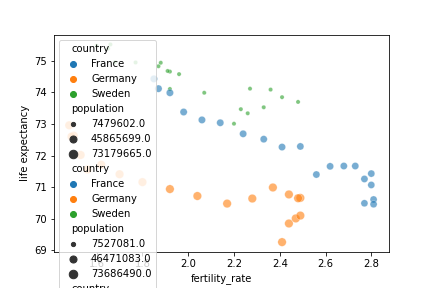 country
France
Germany
Sweden
population
7479602.0
45865699.0
73179665.0
country
France
Germany
Sweden
population
7527081.0
46471083.0
73686490.0
country
75
74
73
72
71
70
69
2.0
2.2
2.4
2.6
2.8
life expectancy
fertility_rate